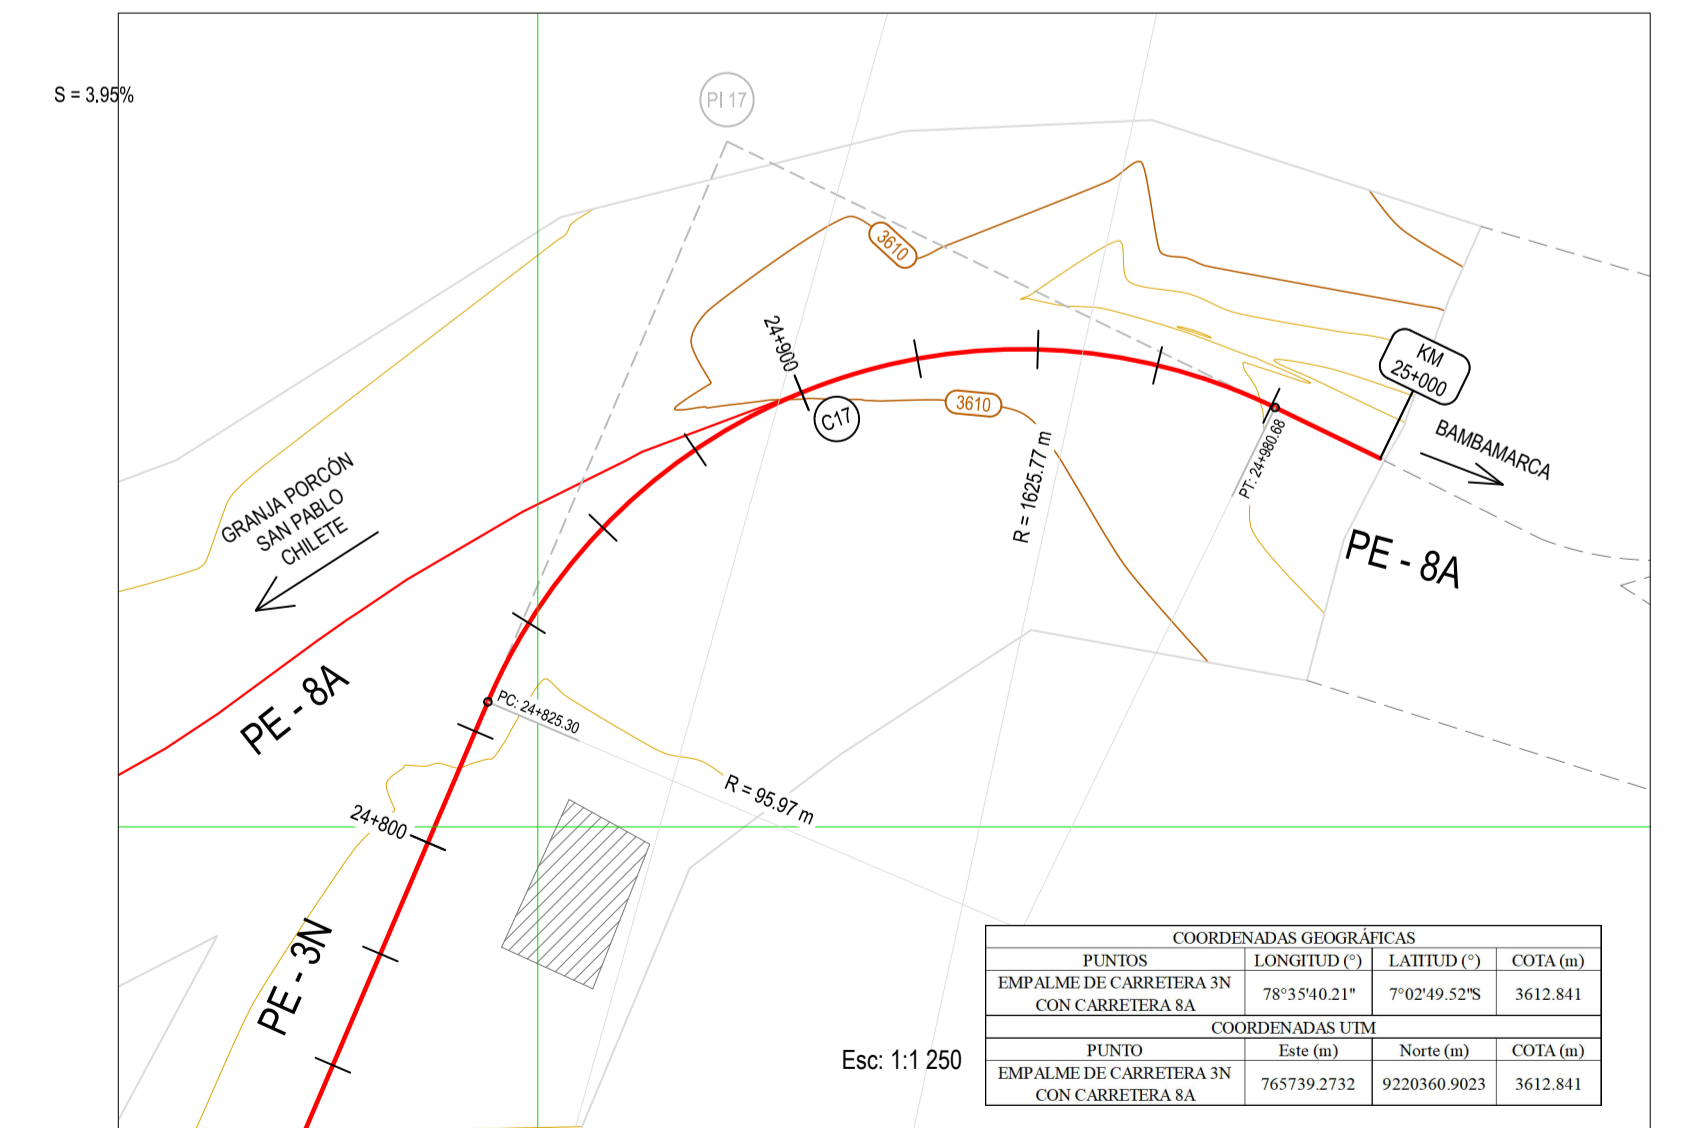 S = 3.95%
PI 17
3610
24+900
C17
3610
KM
25+000
BAMBAMARCA
PE - 8A
R = 1625.77 m
PT: 24+980.68
GRANJA PORCÓN
SAN PABLO
CHILETE
PE - 8A
PC: 24+825.30
R = 95.97 m
24+800
PE - 3N
Esc: 1:1 250
COORDENADAS GEOGRÁFICAS
PUNTOS LONGITUD (°) LATITUD (°) COTA (m)
EMPALME DE CARRETERA 3N
CON CARRETERA 8A 78°35'40.21" 7°02'49.52"S 3612.841
COORDENADAS UTM
PUNTO Este (m) Norte (m) COTA (m)
EMPALME DE CARRETERA 3N
CON CARRETERA 8A 765739.2732 9220360.9023 3612.841